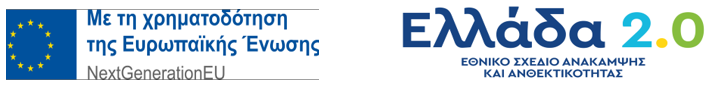 Με τη χρηματοδότηση
της Ευρωπαϊκής Ένωσης
NextGenerationEU
Ελλάδα 2.0
ΕΘΝΙΚΟ ΣΧΕΔΙΟ ΑΝΑΚΑΜΨΗΣ
ΚΑΙ ΑΝΘΕΚΤΙΚΟΤΗΤΑΣ